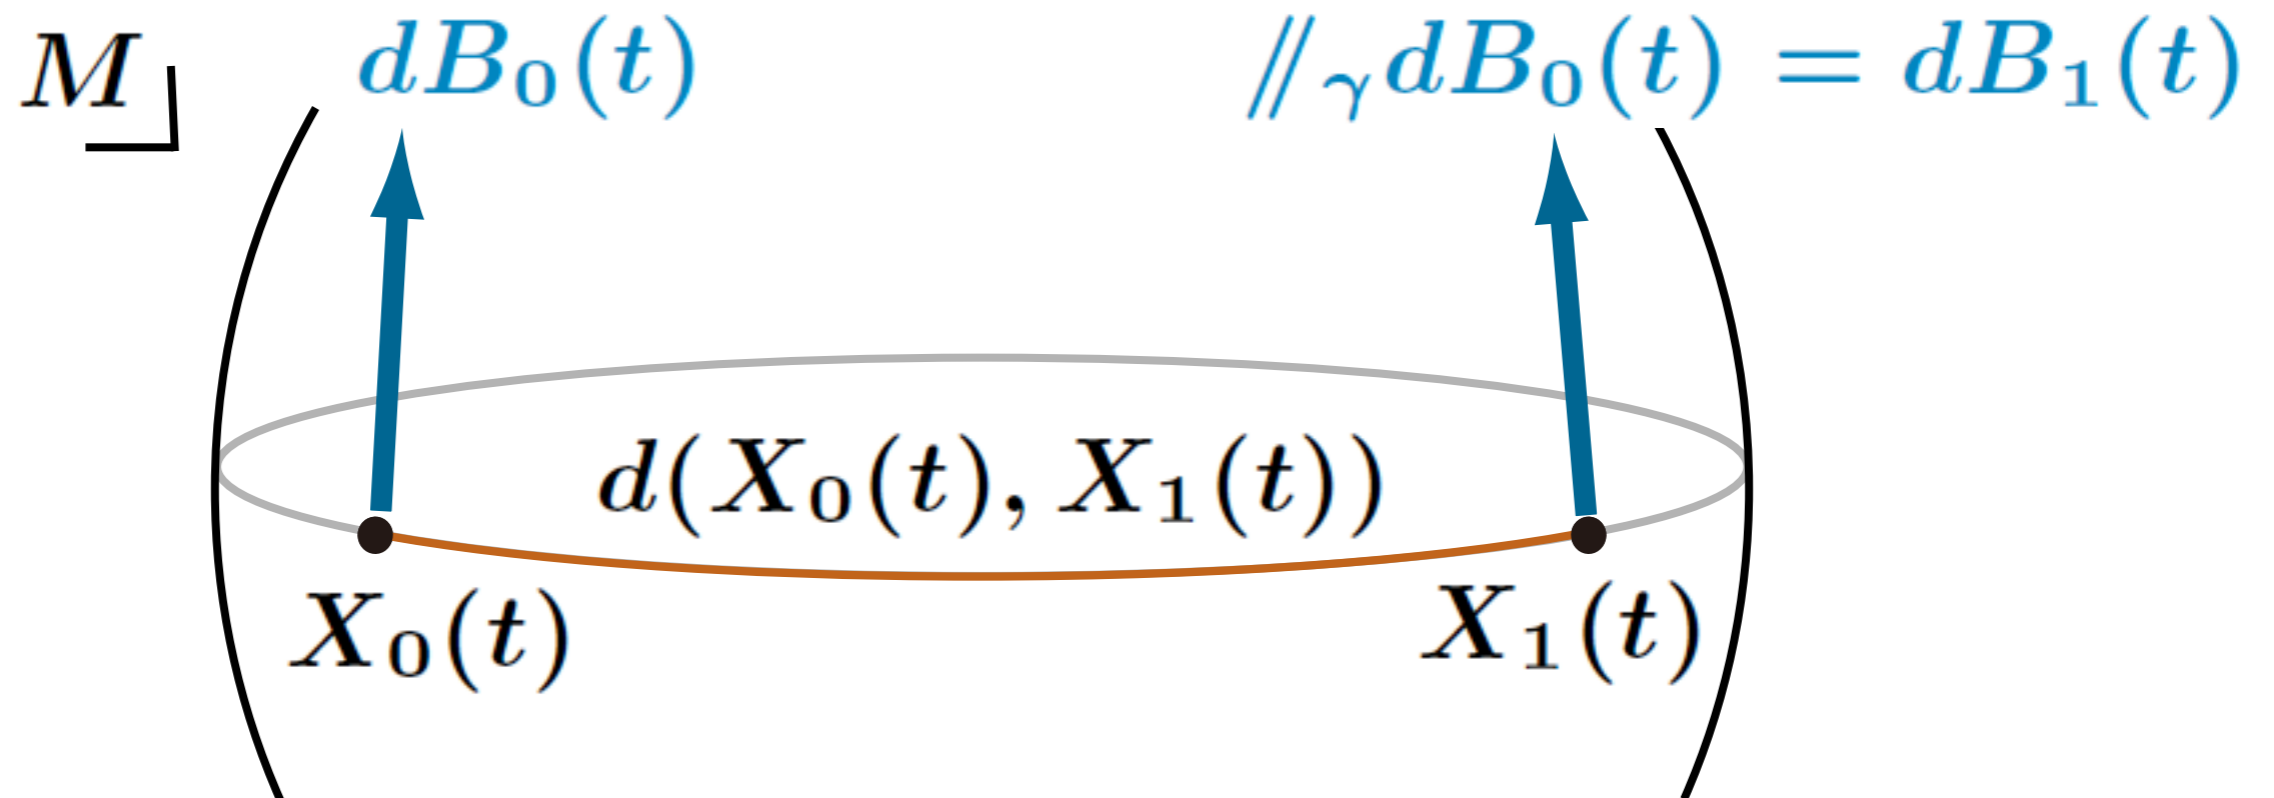 M
dB₀(t)
⫽ᵧdB₀(t) = dB₁(t)
d(X₀(t), X₁(t))
X₀(t)
X₁(t)